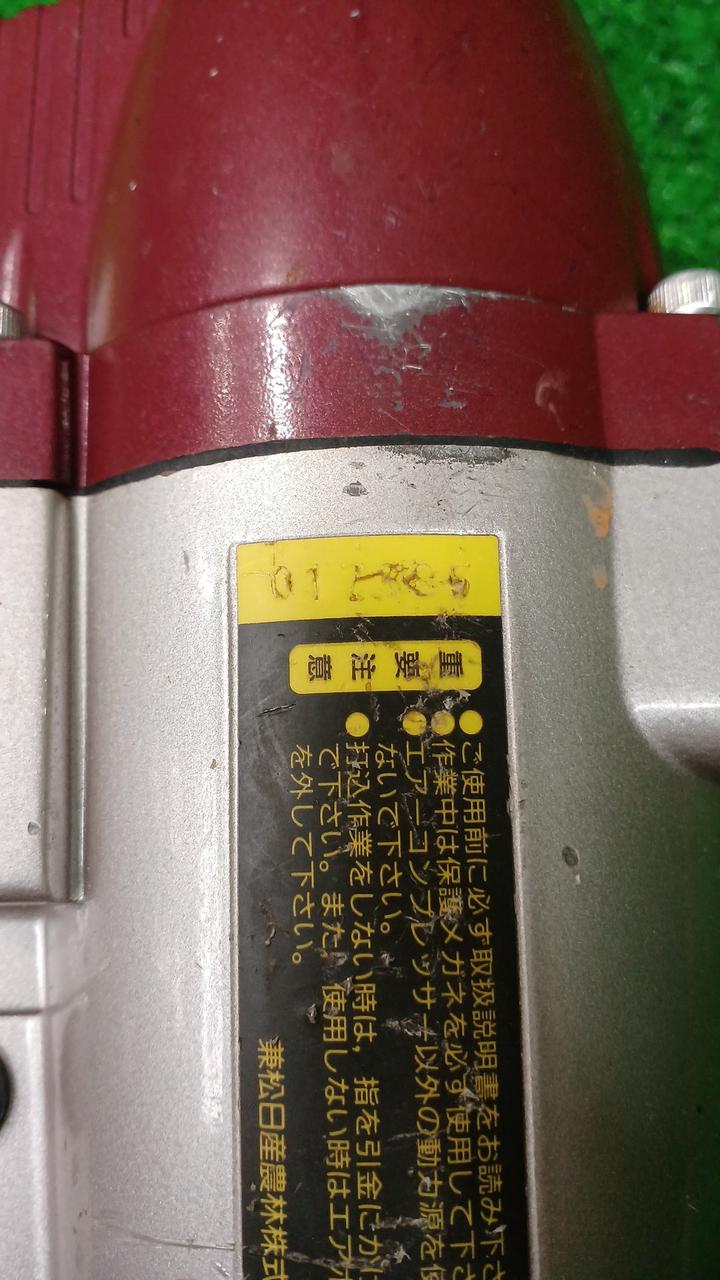 重要
注意
●ご使用前に必ず取扱説明書をお読み下さ
●作業中は保護メガネを必ず使用して下さ
●エアーコンプレッサー以外の動力源を使
ないで下さい。
●打込作業をしない時は，指を引金にかけ
で下さい。また，使用しない時はエアホ
を外して下さい。
兼松日産農林株式